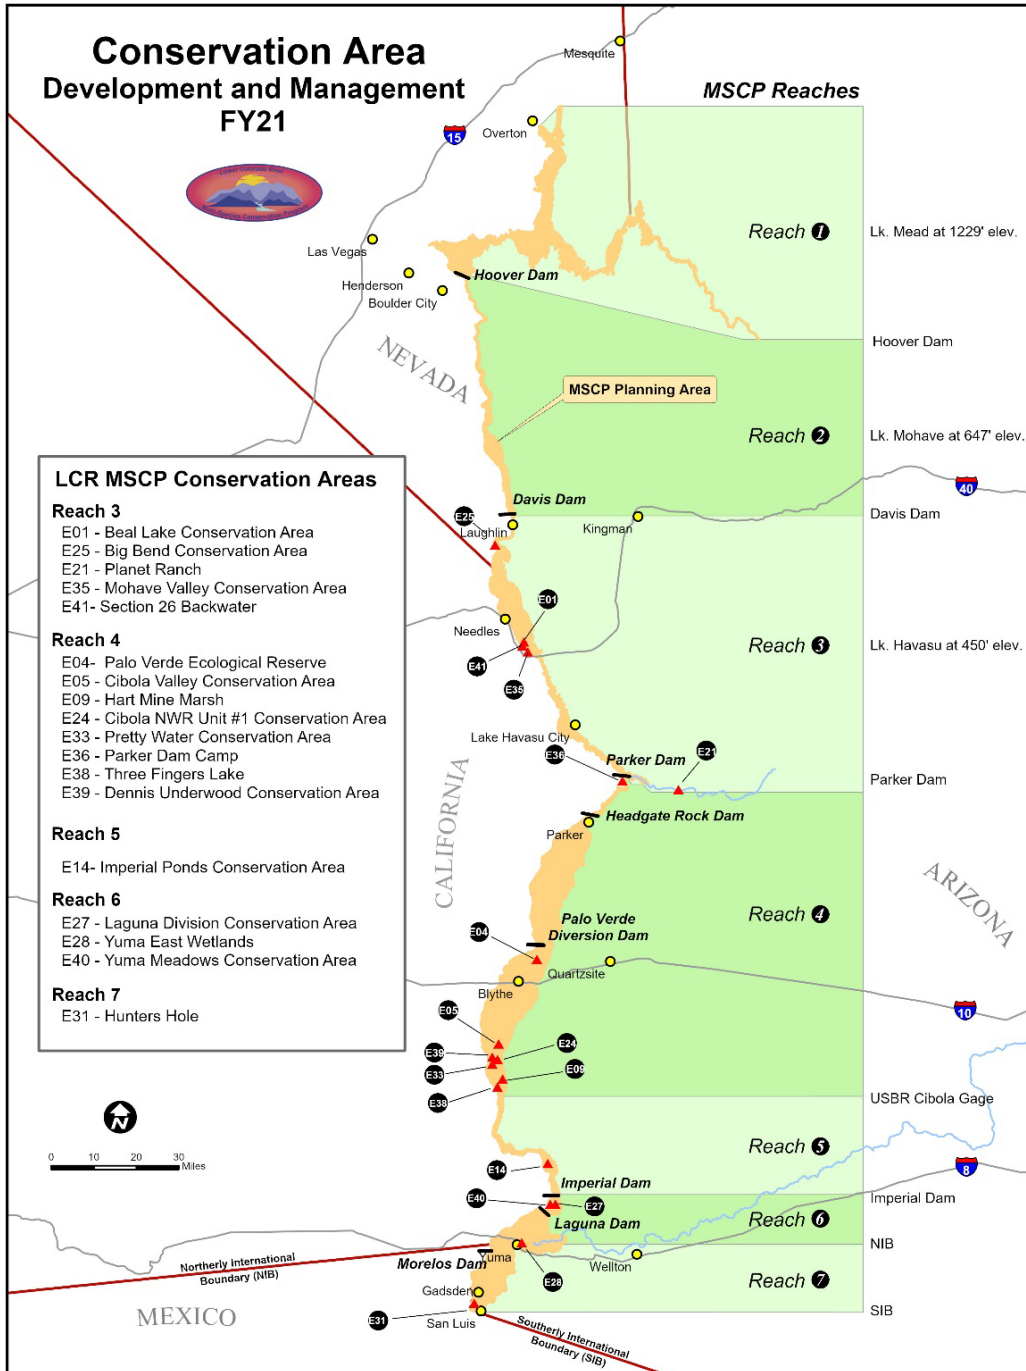 Conservation Area
Development and Management
FY21
Lower Colorado River
Multi-Species Conservation Program
MSCP Reaches
Mesquite
15
Overton
Reach 1
Lk. Mead at 1229' elev.
Las Vegas
Henderson
Boulder City
Hoover Dam
Hoover Dam
NEVADA
MSCP Planning Area
Reach 2
Lk. Mohave at 647' elev.
40
Davis Dam
Davis Dam
E25
Laughlin
Kingman
LCR MSCP Conservation Areas
Reach 3
E01 - Beal Lake Conservation Area
E25 - Big Bend Conservation Area
E21 - Planet Ranch
E35 - Mohave Valley Conservation Area
E41- Section 26 Backwater
Reach 4
E04- Palo Verde Ecological Reserve
E05 - Cibola Valley Conservation Area
E09 - Hart Mine Marsh
E24 - Cibola NWR Unit #1 Conservation Area
E33 - Pretty Water Conservation Area
E36 - Parker Dam Camp
E38 - Three Fingers Lake
E39 - Dennis Underwood Conservation Area
Reach 5
E14- Imperial Ponds Conservation Area
Reach 6
E27 - Laguna Division Conservation Area
E28 - Yuma East Wetlands
E40 - Yuma Meadows Conservation Area
Reach 7
E31 - Hunters Hole
E01
Needles
E41
E35
Reach 3
Lk. Havasu at 450' elev.
Lake Havasu City
E36
Parker Dam
E21
Parker Dam
CALIFORNIA
Headgate Rock Dam
Parker
ARIZONA
Reach 4
Palo Verde
Diversion Dam
E04
Quartzsite
Blythe
10
E05
E39
E24
E33
E09
E38
USBR Cibola Gage
N
0 10 20 30
Miles
Reach 5
E14
8
Imperial Dam
Imperial Dam
E40
E27
Laguna Dam
Reach 6
NIB
Northerly International
Boundary (NIB)
Yuma
Morelos Dam
Wellton
E28
Reach 7
Gadsden
MEXICO
E31
San Luis
SIB
Southerly International
Boundary (SIB)